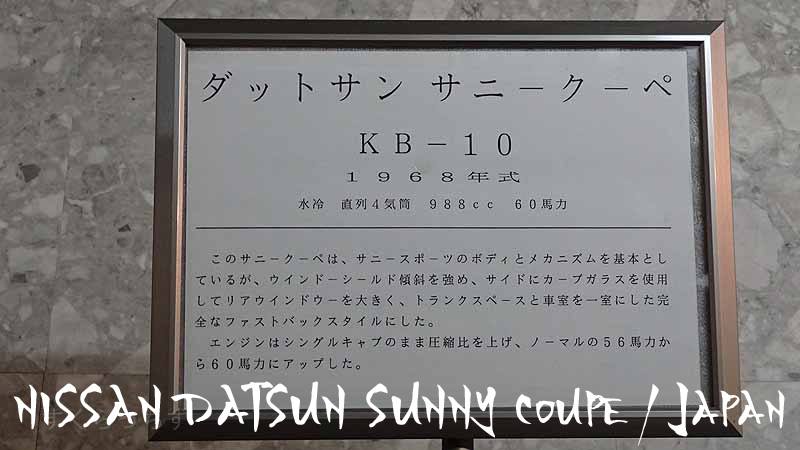 ダットサン サニークーペ
KB－10
1968年式
水冷 直列4気筒 988cc 60馬力
このサニークーペは、サニースポーツのボディとメカニズムを基本とし
ているが、ウインドーシールド傾斜を強め、サイドにカーブガラスを使用
してリアウインドウーを大きく、トランクスペースと車室を一室にした完
全なファストバックスタイルにした。
エンジンはシングルキャブのまま圧縮比を上げ、ノーマルの56馬力か
ら60馬力にアップした。
NISSAN DATSUN SUNNY COUPE / JAPAN